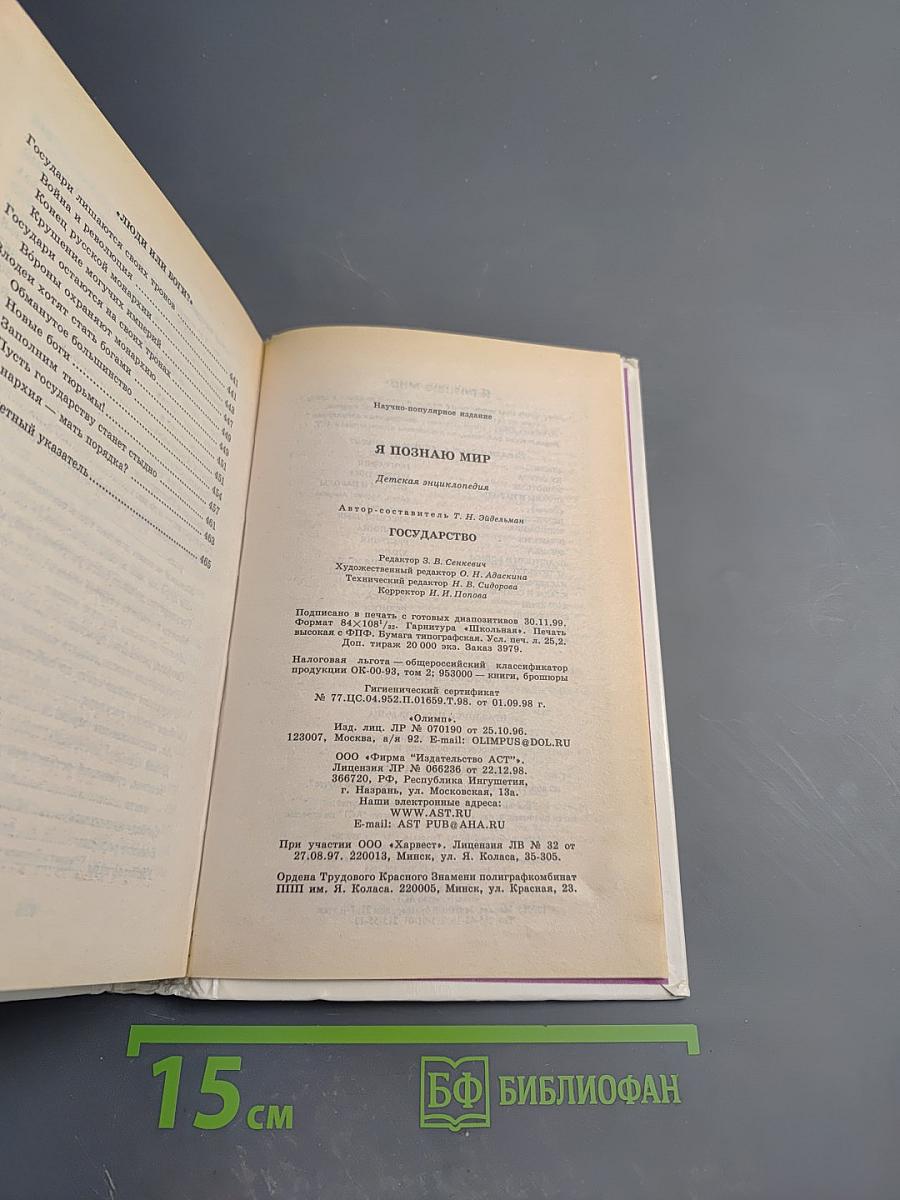 «ЛЮДИ ИЛИ БОГИ?»
Государи лишаются своих тронов
Война и революция 441
Конец русской монархии 441
Крушение могучих империй 443
Государи остаются на своих тронах 447
Вороны охраняют монархию 449
Злодеи хотят стать богами 449
Обманутое большинство 451
Новые боги 451
Заполним тюрьмы! 454
Пусть государству станет стыдно 457
мать порядка? 461
463
указатель 465
Научно-популярное издание
Я ПОЗНАЮ МИР
Детская энциклопедия
Автор-составитель Т. Н. Эйдельман
ГОСУДАРСТВО
Редактор З. В. Сенкевич
Художественный редактор О. Н. Адаскина
Технический редактор Н. В. Сидорова
Корректор И. И. Попова
Подписано в печать с готовых диапозитивов 30.11.99.
Формат 84×108¹/₃₂. Гарнитура «Школьная». Печать
высокая с ФПФ. Бумага типографская. Усл. печ. л. 25,2.
Доп. тираж 20 000 экз. Заказ 3979.
Налоговая льгота — общероссийский классификатор
продукции ОК-00-93, том 2; 953000 — книги, брошюры
Гигиенический сертификат
№ 77.ЦС.04.952.П.01659.Т.98. от 01.09.98 г.
«Олимп».
Изд. лиц. ЛР № 070190 от 25.10.96.
123007, Москва, а/я 92. E-mail: OLIMPUS@DOL.RU
ООО «Фирма "Издательство АСТ"».
Лицензия ЛР № 066236 от 22.12.98.
366720, РФ, Республика Ингушетия,
г. Назрань, ул. Московская, 13а.
Наши электронные адреса:
WWW.AST.RU
E-mail: AST PUB@AHA.RU
При участии ООО «Харвест». Лицензия ЛВ № 32 от
27.08.97. 220013, Минск, ул. Я. Коласа, 35-305.
Ордена Трудового Красного Знамени полиграфкомбинат
ППП им. Я. Коласа. 220005, Минск, ул. Красная, 23.
15 см
БФ БИБЛИОФАН